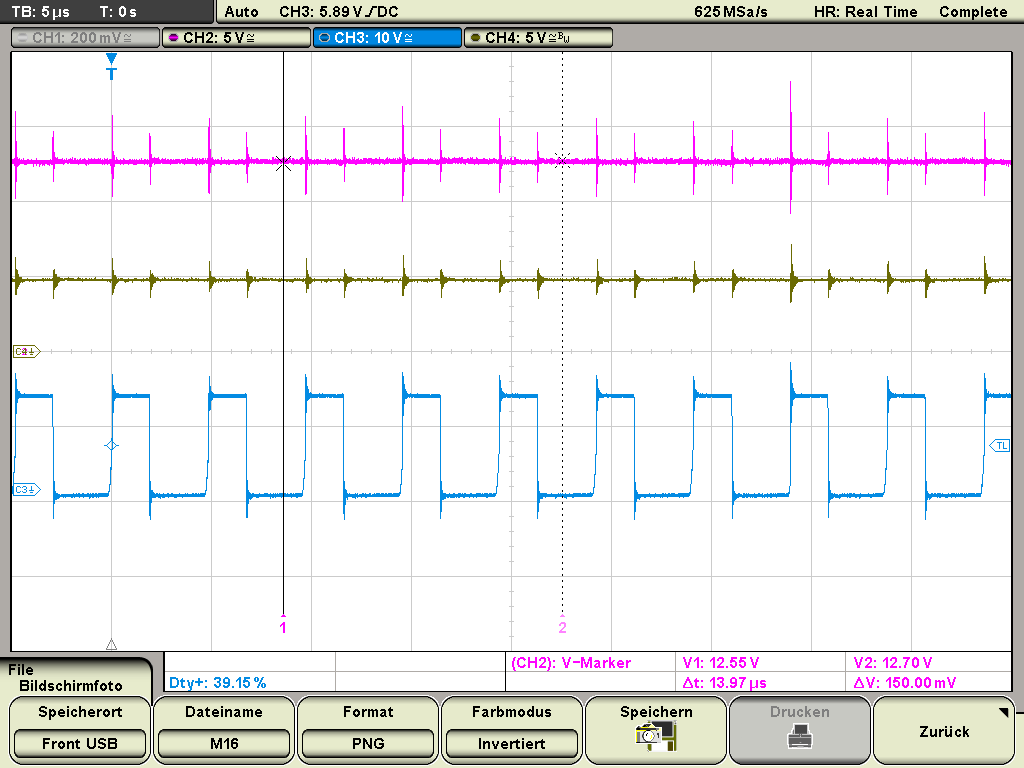 TB: 5 µs T: 0 s Auto CH3: 5.89 V DC 625 MSa/s HR: Real Time Complete
CH1: 200 mV≃ CH2: 5 V≃ CH3: 10 V≃ CH4: 5 V≃ Bw
T
TL
C3
1
2
File
Bildschirmfoto
Dty+: 39.15 %
(CH2): V-Marker
V1: 12.55 V
V2: 12.70 V
Δt: 13.97 µs
ΔV: 150.00 mV
Speicherort
Front USB
Dateiname
M16
Format
PNG
Farbmodus
Invertiert
Speichern
Drucken
Zurück